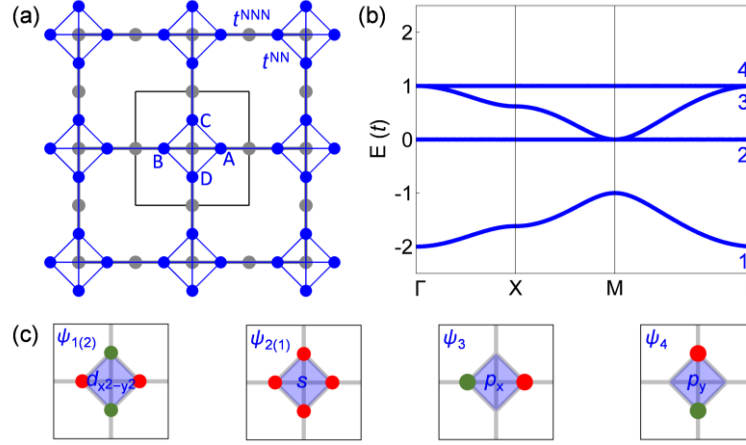 (a)
t^NNN
t^NN
C
B
A
D
(b)
E (t)
2
1
0
-1
-2
4
3
2
1
Γ
X
M
(c)
ψ1(2)
dx2−y2
ψ2(1)
s
ψ3
px
ψ4
py